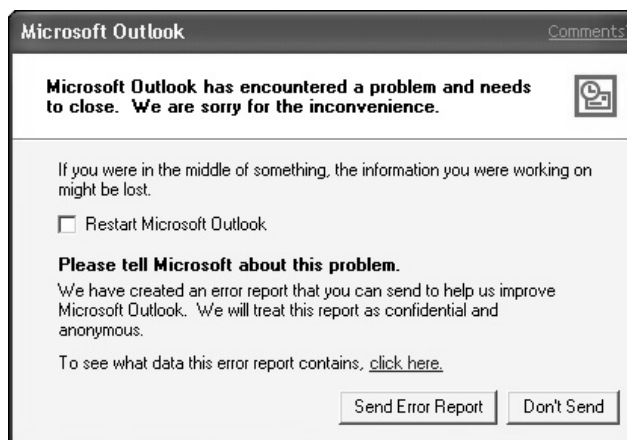 Microsoft Outlook
Comments
Microsoft Outlook has encountered a problem and needs
to close.  We are sorry for the inconvenience.
If you were in the middle of something, the information you were working on
might be lost.
Restart Microsoft Outlook
Please tell Microsoft about this problem.
We have created an error report that you can send to help us improve
Microsoft Outlook.  We will treat this report as confidential and
anonymous.
To see what data this error report contains, click here.
Send Error Report
Don't Send